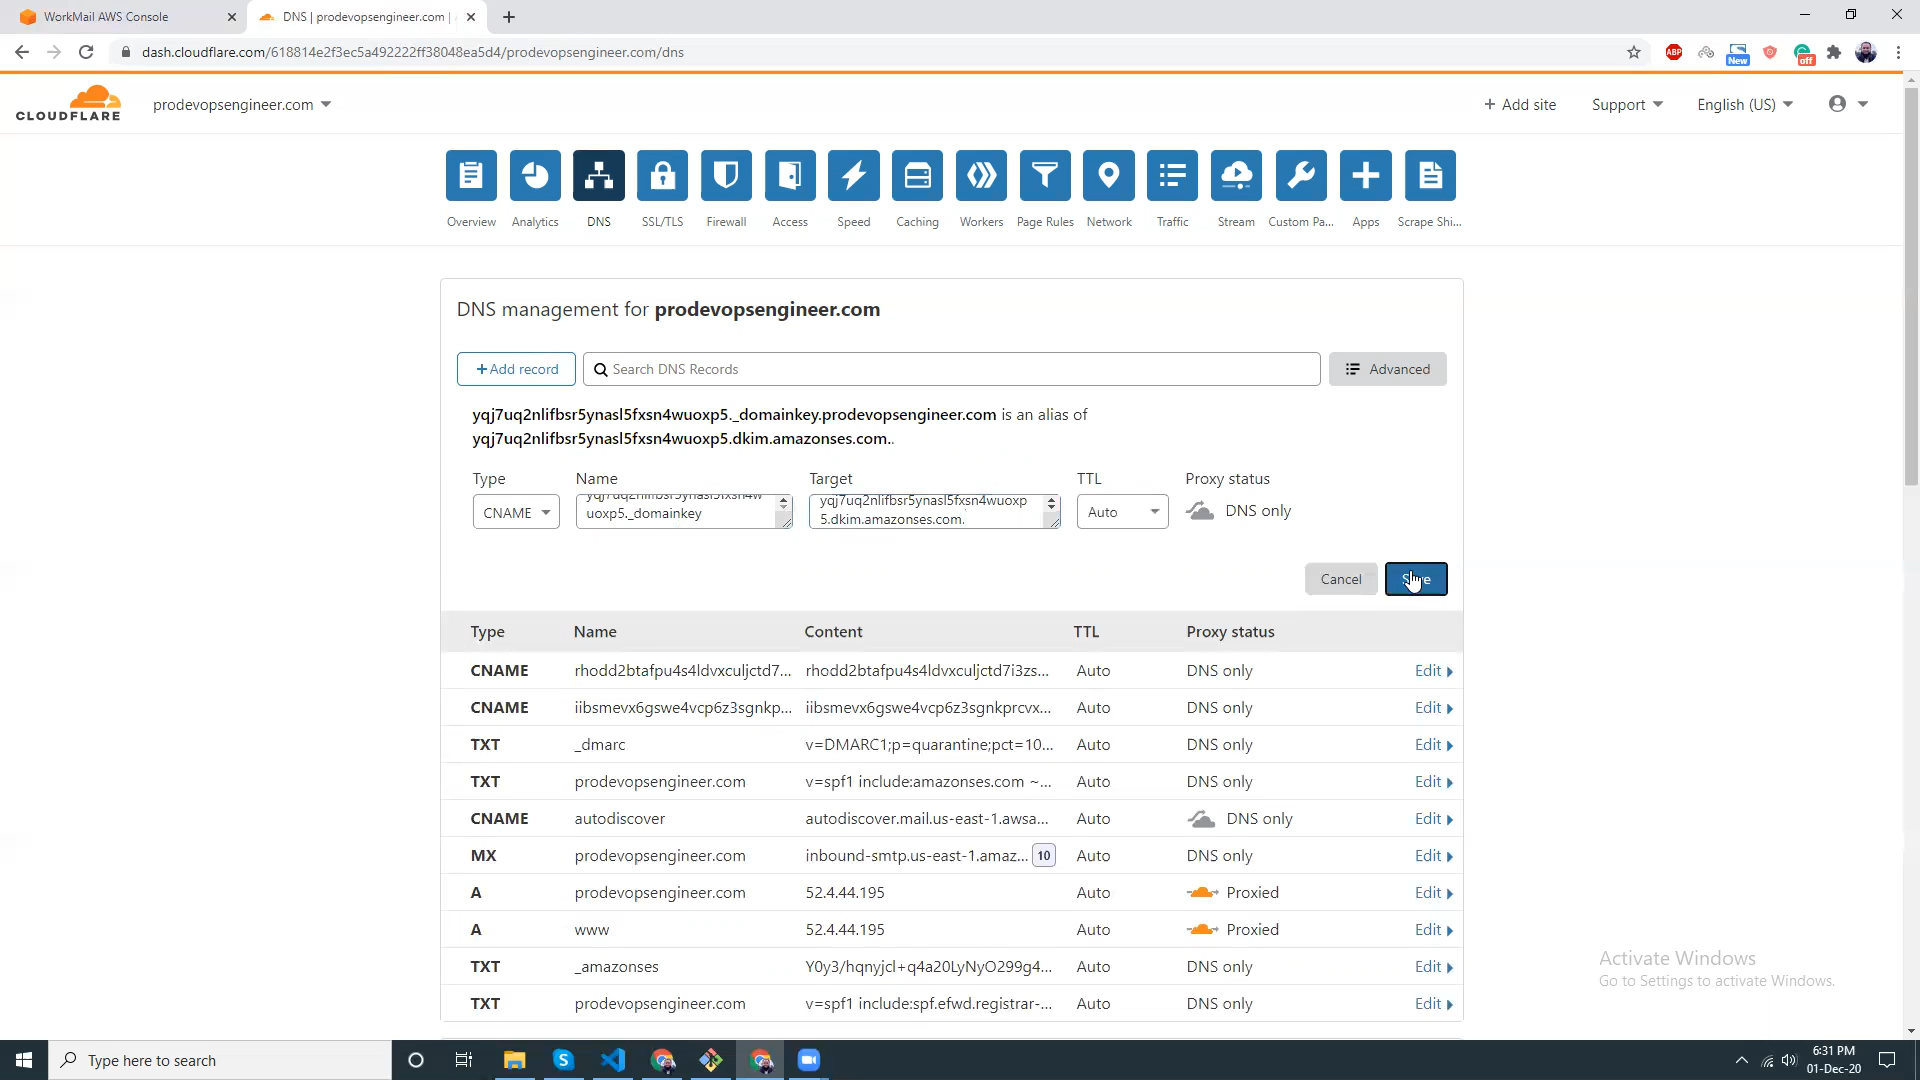 WorkMail AWS Console
DNS | prodevopsengineer.com |
dash.cloudflare.com/618814e2f3ec5a492222ff38048ea5d4/prodevopsengineer.com/dns
ABP
New
off
CLOUDFLARE
prodevopsengineer.com
+ Add site
Support
English (US)
Overview
Analytics
DNS
SSL/TLS
Firewall
Access
Speed
Caching
Workers
Page Rules
Network
Traffic
Stream
Custom Pa...
Apps
Scrape Shi...
DNS management for prodevopsengineer.com
+Add record
Search DNS Records
Advanced
yqj7uq2nlifbsr5ynasl5fxsn4wuoxp5._domainkey.prodevopsengineer.com is an alias of
yqj7uq2nlifbsr5ynasl5fxsn4wuoxp5.dkim.amazonses.com..
Type Name Target TTL Proxy status
CNAME
yqj7uq2nlifbsr5ynasl5fxsn4w
uoxp5._domainkey
yqj7uq2nlifbsr5ynasl5fxsn4wuoxp
5.dkim.amazonses.com.
Auto
DNS only
Cancel
Save
Type Name Content TTL Proxy status
CNAME rhodd2btafpu4s4ldvxculjctd7... rhodd2btafpu4s4ldvxculjctd7i3zs... Auto DNS only Edit
CNAME iibsmevx6gswe4vcp6z3sgnkp... iibsmevx6gswe4vcp6z3sgnkprcvx... Auto DNS only Edit
TXT _dmarc v=DMARC1;p=quarantine;pct=10... Auto DNS only Edit
TXT prodevopsengineer.com v=spf1 include:amazonses.com ~... Auto DNS only Edit
CNAME autodiscover autodiscover.mail.us-east-1.awsa... Auto DNS only Edit
MX prodevopsengineer.com inbound-smtp.us-east-1.amaz... 10 Auto DNS only Edit
A prodevopsengineer.com 52.4.44.195 Auto Proxied Edit
A www 52.4.44.195 Auto Proxied Edit
TXT _amazonses Y0y3/hqnyjcl+q4a20LyNyO299g4... Auto DNS only Edit
TXT prodevopsengineer.com v=spf1 include:spf.efwd.registrar-... Auto DNS only Edit
Activate Windows
Go to Settings to activate Windows.
Type here to search
6:31 PM
01-Dec-20